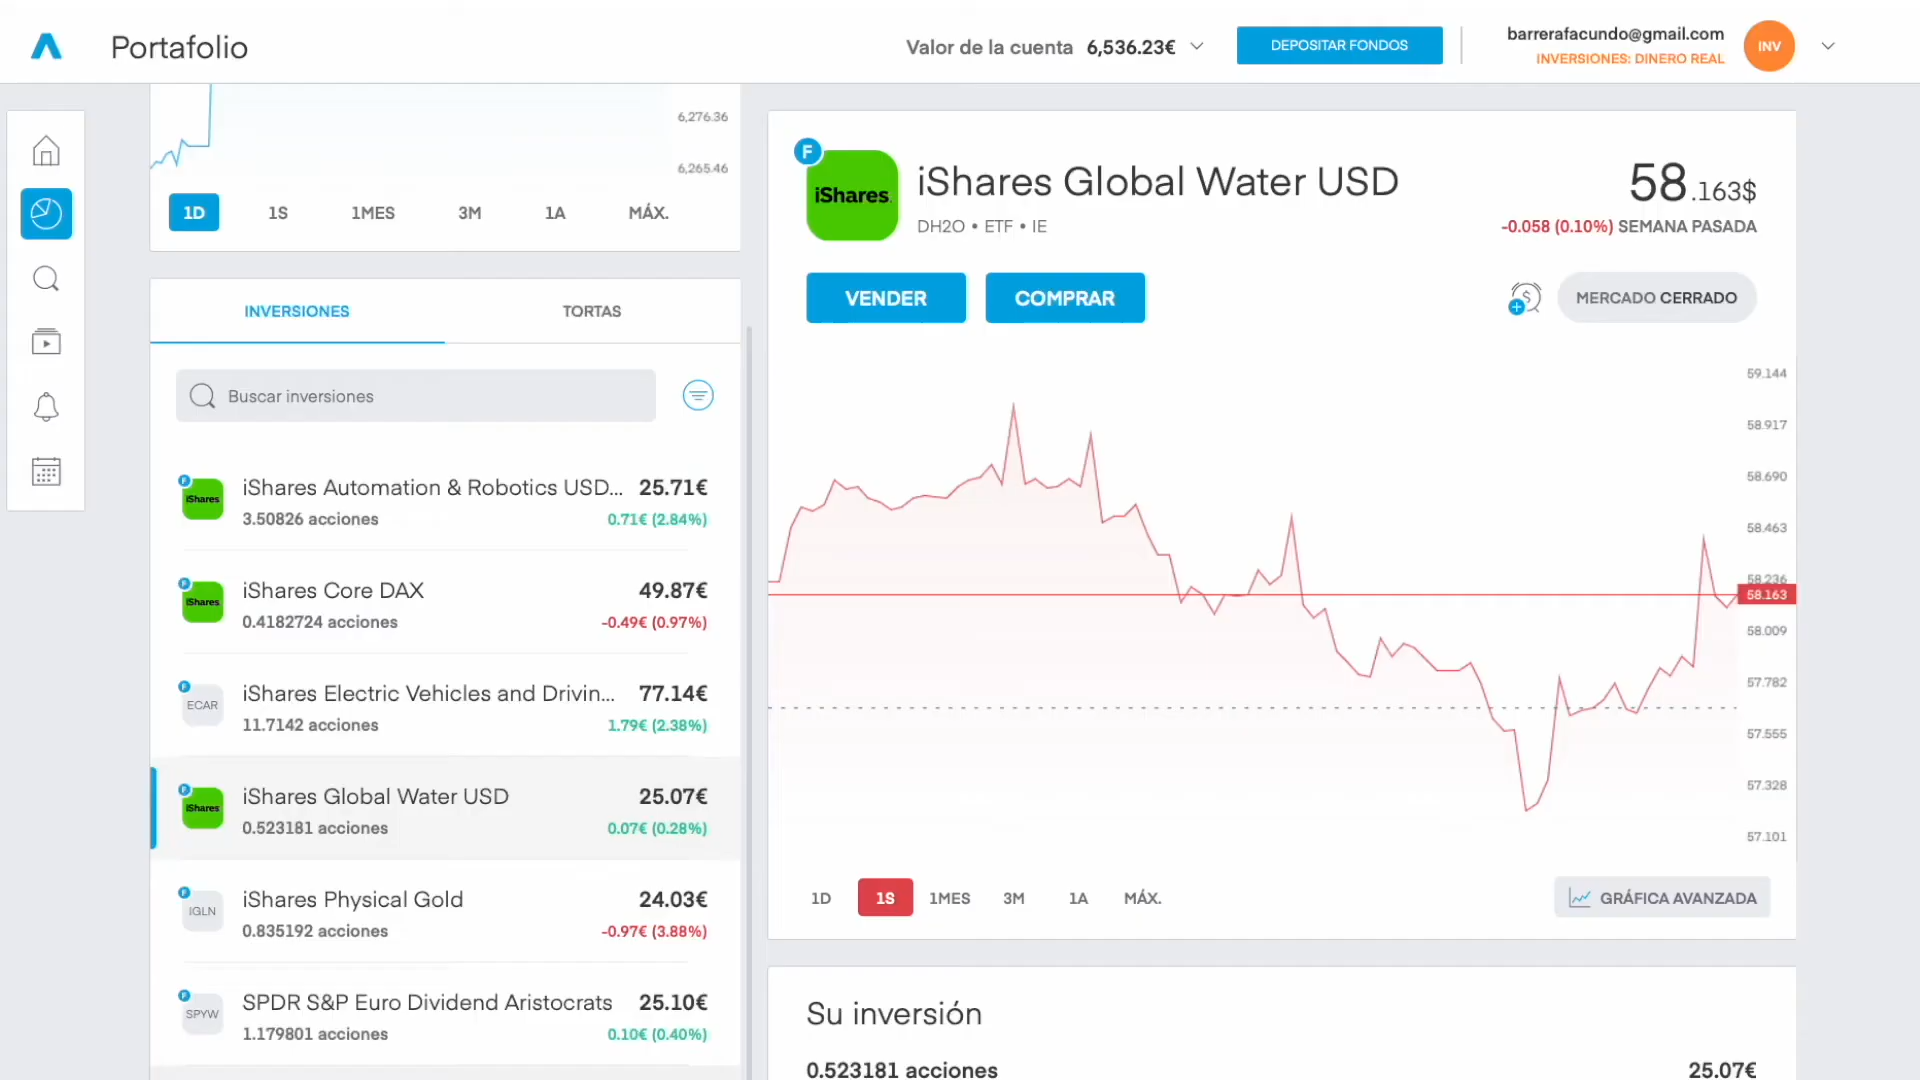 Portafolio
Valor de la cuenta 6,536.23€
DEPOSITAR FONDOS
barrerafacundo@gmail.com
INVERSIONES: DINERO REAL
INV
6,276.36
6,265.46
1D 1S 1MES 3M 1A MÁX.
INVERSIONES TORTAS
Buscar inversiones
F
iShares
iShares Automation & Robotics USD... 25.71€
3.50826 acciones 0.71€ (2.84%)
F
iShares
iShares Core DAX 49.87€
0.4182724 acciones -0.49€ (0.97%)
F
ECAR
iShares Electric Vehicles and Drivin... 77.14€
11.7142 acciones 1.79€ (2.38%)
F
iShares
iShares Global Water USD 25.07€
0.523181 acciones 0.07€ (0.28%)
F
IGLN
iShares Physical Gold 24.03€
0.835192 acciones -0.97€ (3.88%)
F
SPYW
SPDR S&P Euro Dividend Aristocrats 25.10€
1.179801 acciones 0.10€ (0.40%)
F
iShares.
iShares Global Water USD
DH2O • ETF • IE
58.163$
-0.058 (0.10%) SEMANA PASADA
VENDER COMPRAR
MERCADO CERRADO
59.144
58.917
58.690
58.463
58.236
58.163
58.009
57.782
57.555
57.328
57.101
1D 1S 1MES 3M 1A MÁX.
GRÁFICA AVANZADA
Su inversión
0.523181 acciones 25.07€